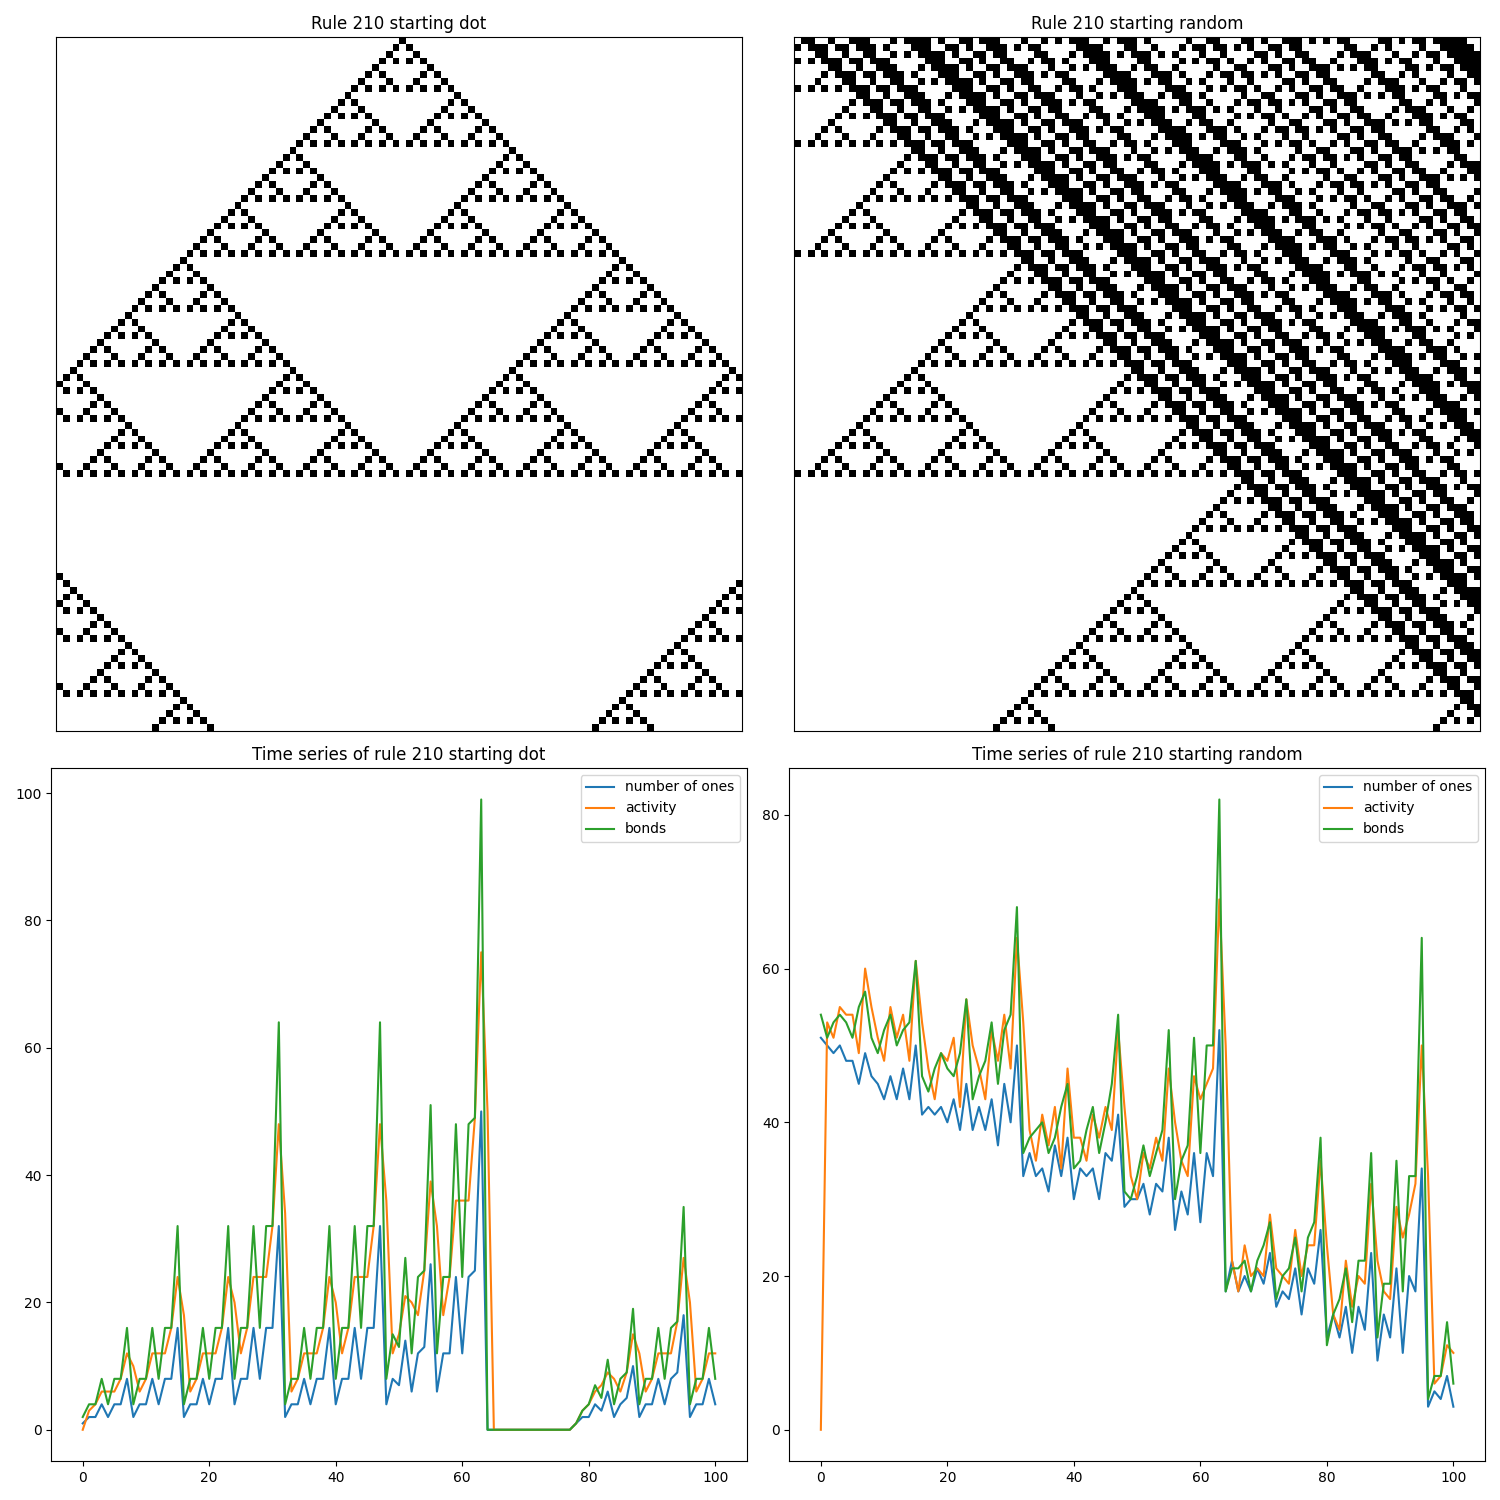 Rule 210 starting dot
Rule 210 starting random
Time series of rule 210 starting dot
100
80
60
40
20
0
0 20 40 60 80 100
number of ones
activity
bonds
Time series of rule 210 starting random
80
60
40
20
0
0 20 40 60 80 100
number of ones
activity
bonds